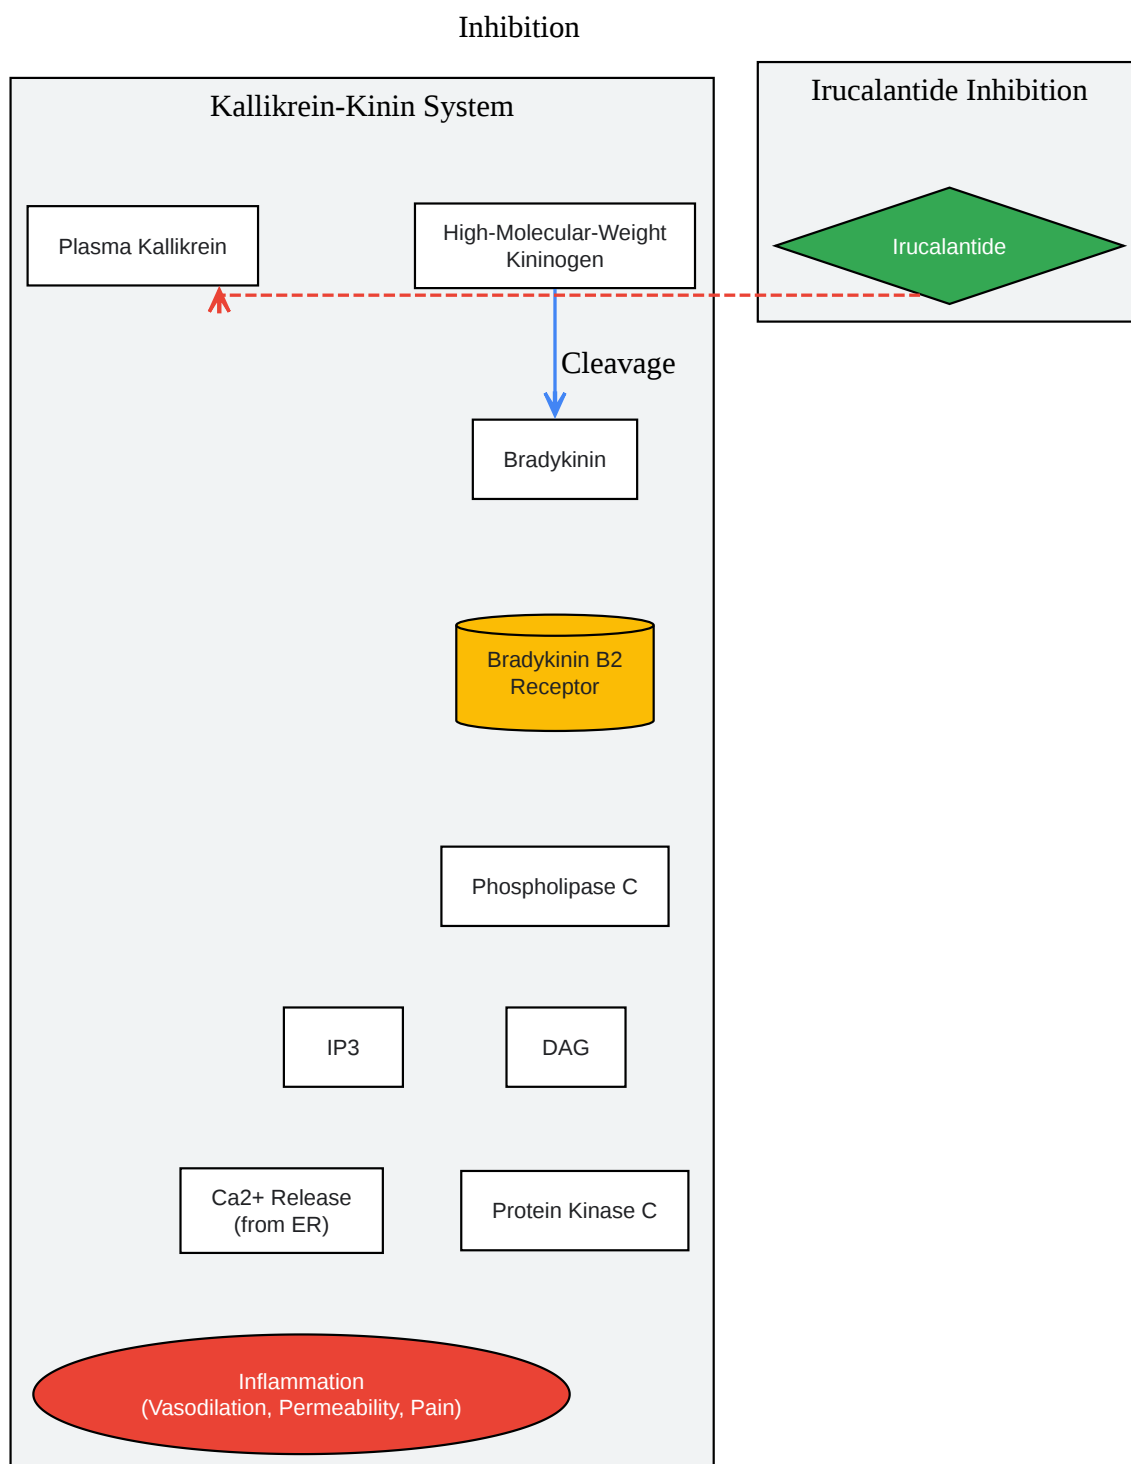 Inhibition
Kallikrein-Kinin System
Irucalantide Inhibition
Plasma Kallikrein
High-Molecular-Weight
Kininogen
Irucalantide
Cleavage
Bradykinin
Bradykinin B2
Receptor
Phospholipase C
IP3
DAG
Ca2+ Release
(from ER)
Protein Kinase C
Inflammation
(Vasodilation, Permeability, Pain)